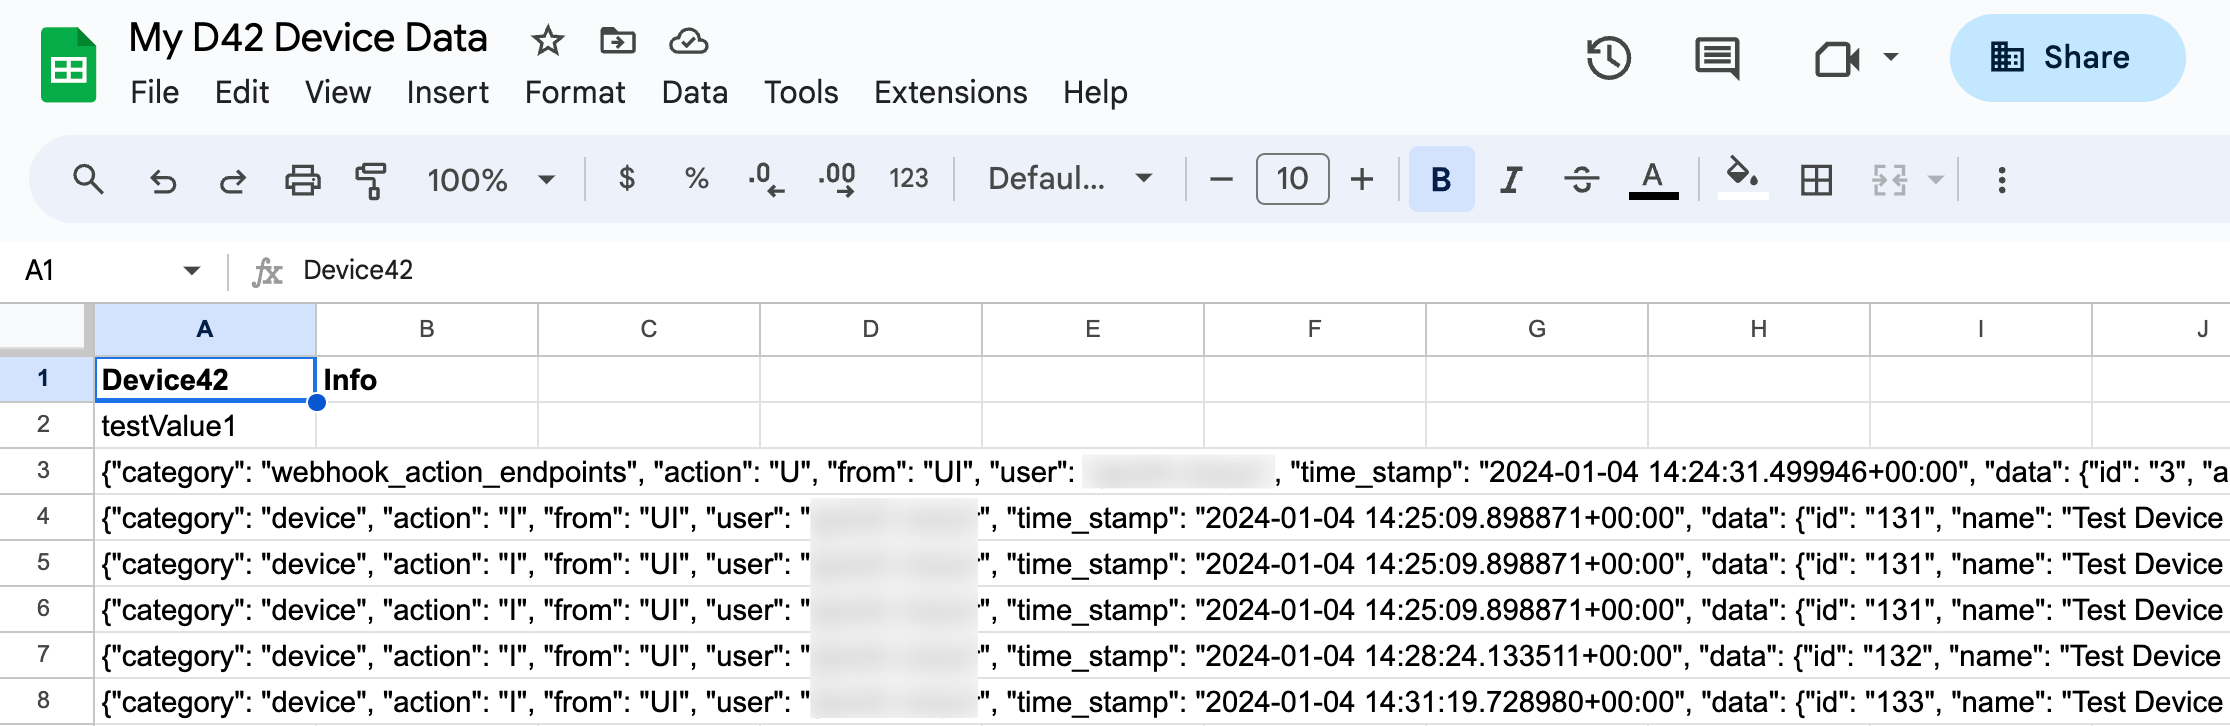 My D42 Device Data
File Edit View Insert Format Data Tools Extensions Help
Share
100% $ % .0 .00 123 Defaul... 10 B I A
A1 fx Device42
A B C D E F G H I J
1 Device42 Info
2 testValue1
3 {"category": "webhook_action_endpoints", "action": "U", "from": "UI", "user": , "time_stamp": "2024-01-04 14:24:31.499946+00:00", "data": {"id": "3", "a
4 {"category": "device", "action": "I", "from": "UI", "user": " ", "time_stamp": "2024-01-04 14:25:09.898871+00:00", "data": {"id": "131", "name": "Test Device
5 {"category": "device", "action": "I", "from": "UI", "user": " ", "time_stamp": "2024-01-04 14:25:09.898871+00:00", "data": {"id": "131", "name": "Test Device
6 {"category": "device", "action": "I", "from": "UI", "user": " ", "time_stamp": "2024-01-04 14:25:09.898871+00:00", "data": {"id": "131", "name": "Test Device
7 {"category": "device", "action": "I", "from": "UI", "user": " ", "time_stamp": "2024-01-04 14:28:24.133511+00:00", "data": {"id": "132", "name": "Test Device
8 {"category": "device", "action": "I", "from": "UI", "user": " ", "time_stamp": "2024-01-04 14:31:19.728980+00:00", "data": {"id": "133", "name": "Test Device